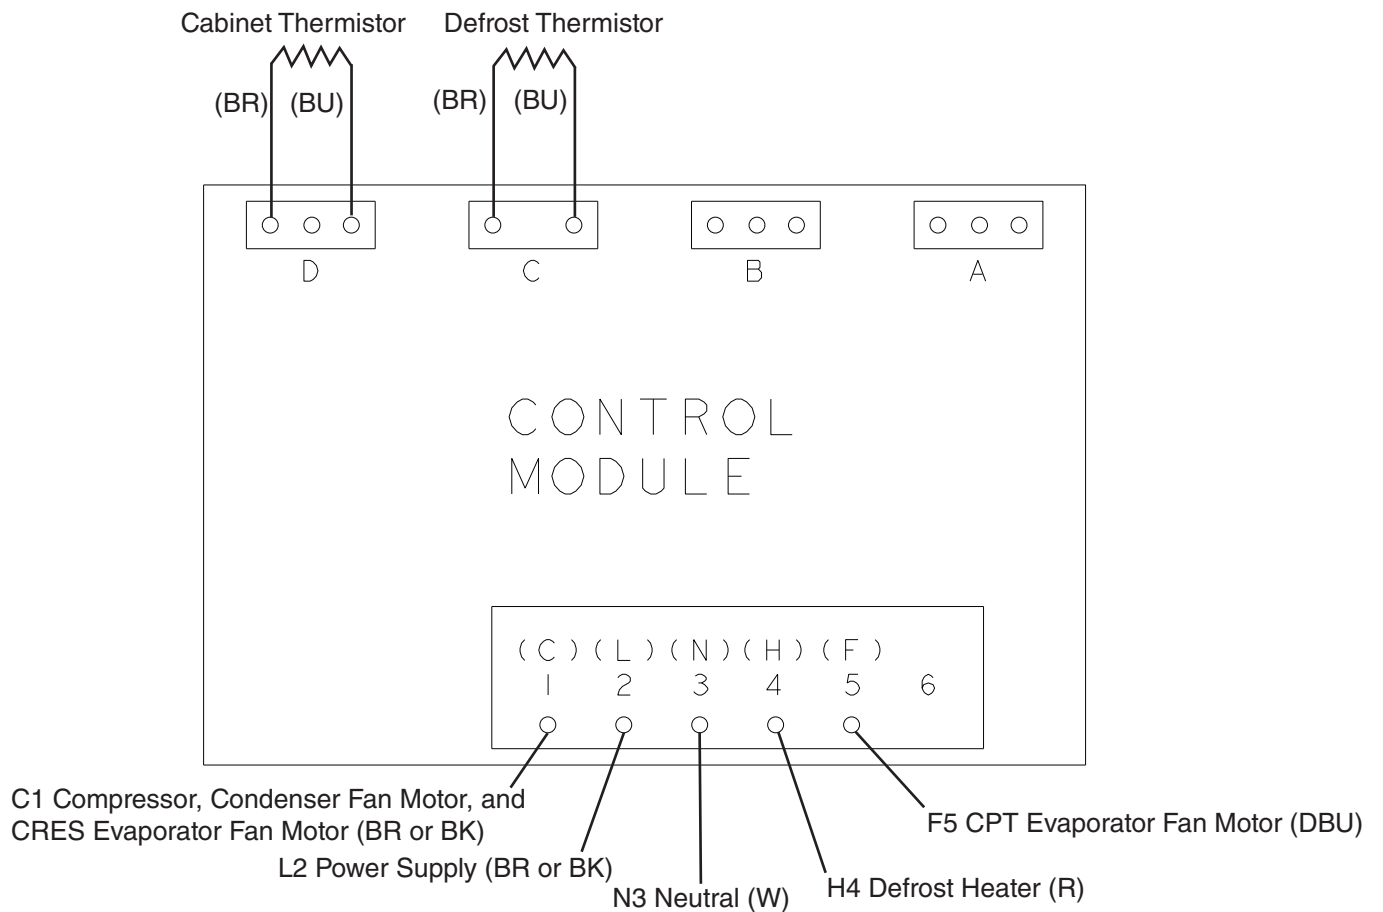 Cabinet Thermistor
Defrost Thermistor
(BR)
(BU)
(BR)
(BU)
D
C
B
A
CONTROL
MODULE
(C) (L) (N) (H) (F)
1 2 3 4 5 6
C1 Compressor, Condenser Fan Motor, and
CRES Evaporator Fan Motor (BR or BK)
F5 CPT Evaporator Fan Motor (DBU)
L2 Power Supply (BR or BK)
N3 Neutral (W)
H4 Defrost Heater (R)